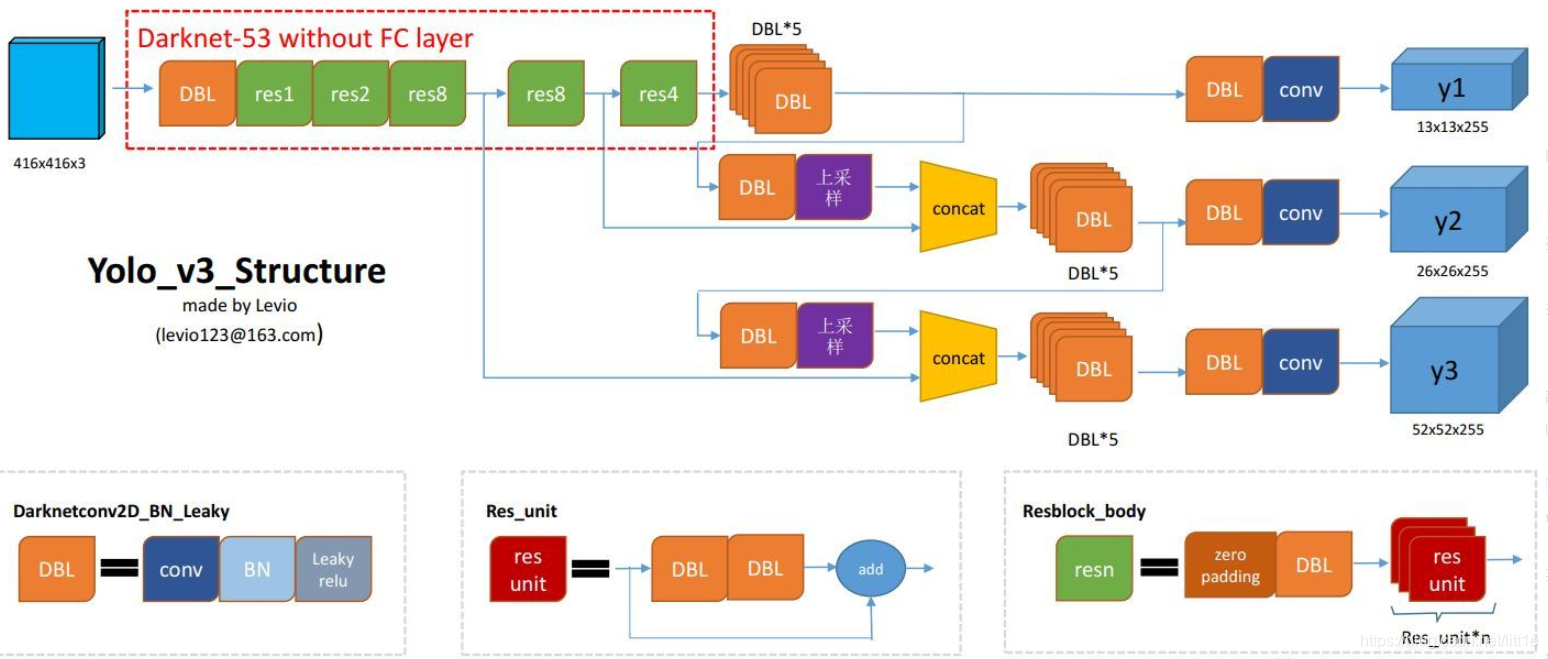 Darknet-53 without FC layer
DBL*5
DBL
res1
res2
res8
res8
res4
DBL
DBL
conv
y1
13x13x255
416x416x3
DBL
上采
样
concat
DBL
DBL*5
DBL
conv
y2
26x26x255
Yolo_v3_Structure
made by Levio
(levio123@163.com)
DBL
上采
样
concat
DBL
DBL*5
DBL
conv
y3
52x52x255
Darknetconv2D_BN_Leaky
DBL
conv
BN
Leaky
relu
Res_unit
res
unit
DBL
DBL
add
Resblock_body
resn
zero
padding
DBL
res
unit
Res_unit*n